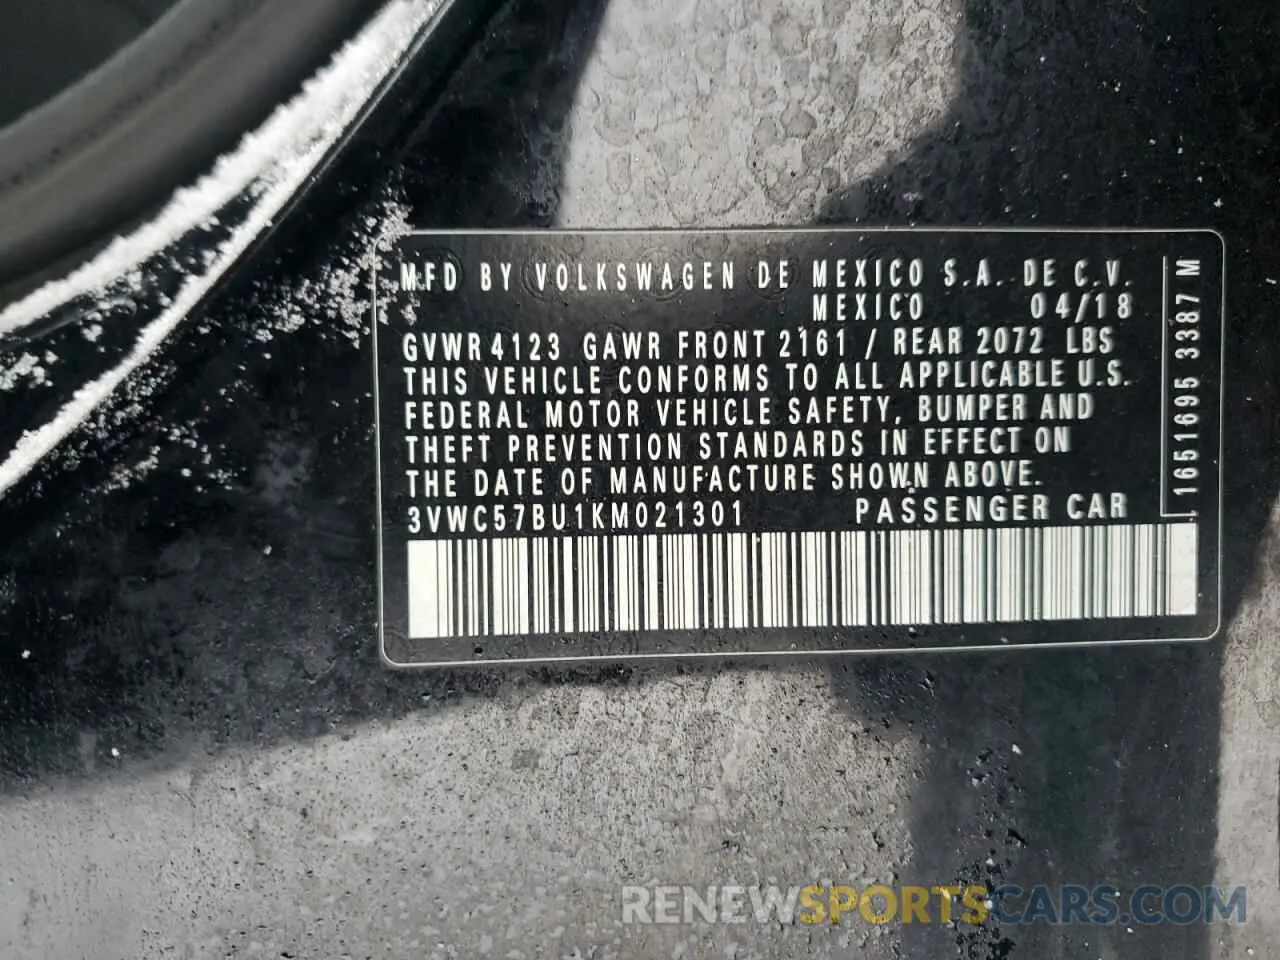 MFD BY VOLKSWAGEN DE MEXICO S.A. DE C.V.
MEXICO 04/18
GVWR 4123 GAWR FRONT 2161 / REAR 2072 LBS
THIS VEHICLE CONFORMS TO ALL APPLICABLE U.S.
FEDERAL MOTOR VEHICLE SAFETY, BUMPER AND
THEFT PREVENTION STANDARDS IN EFFECT ON
THE DATE OF MANUFACTURE SHOWN ABOVE.
3VWC57BU1KM021301 PASSENGER CAR
1651695 3387 M
RENEWSPORTSCARS.COM